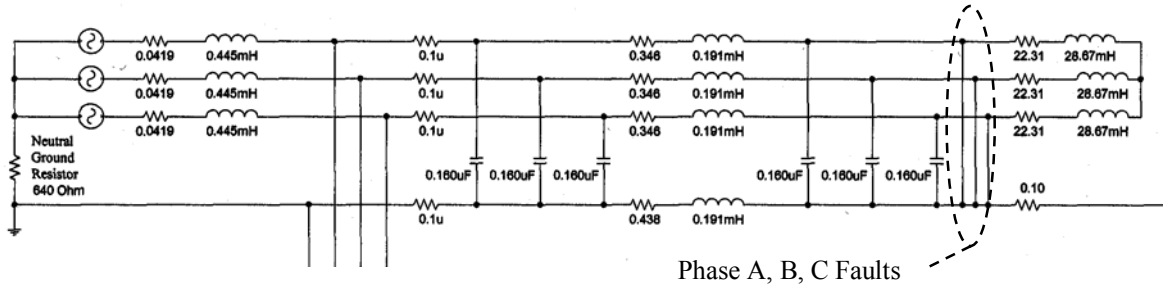 0.0419 0.445mH 0.1u 0.346 0.191mH 22.31 28.67mH
0.0419 0.445mH 0.1u 0.346 0.191mH 22.31 28.67mH
0.0419 0.445mH 0.1u 0.346 0.191mH 22.31 28.67mH
Neutral
Ground
Resistor
640 Ohm
0.160uF 0.160uF 0.160uF 0.160uF 0.160uF 0.160uF
0.10
0.1u 0.438 0.191mH
Phase A, B, C Faults